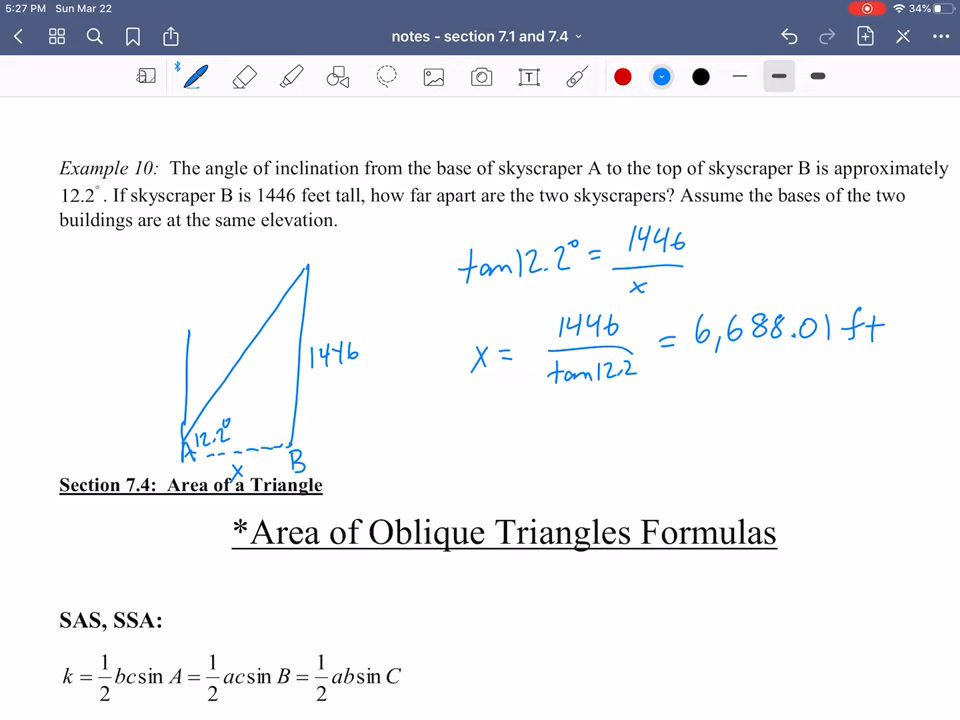 5:27 PM Sun Mar 22
34%
notes - section 7.1 and 7.4
T
Example 10: The angle of inclination from the base of skyscraper A to the top of skyscraper B is approximately
12.2°. If skyscraper B is 1446 feet tall, how far apart are the two skyscrapers? Assume the bases of the two
buildings are at the same elevation.
tan 12.2° = 1446 / x
x = 1446 / tan 12.2 = 6,688.01 ft
1446
12.2°
A
x
B
Section 7.4: Area of a Triangle
*Area of Oblique Triangles Formulas
SAS, SSA:
k = 1/2 bc sin A = 1/2 ac sin B = 1/2 ab sin C